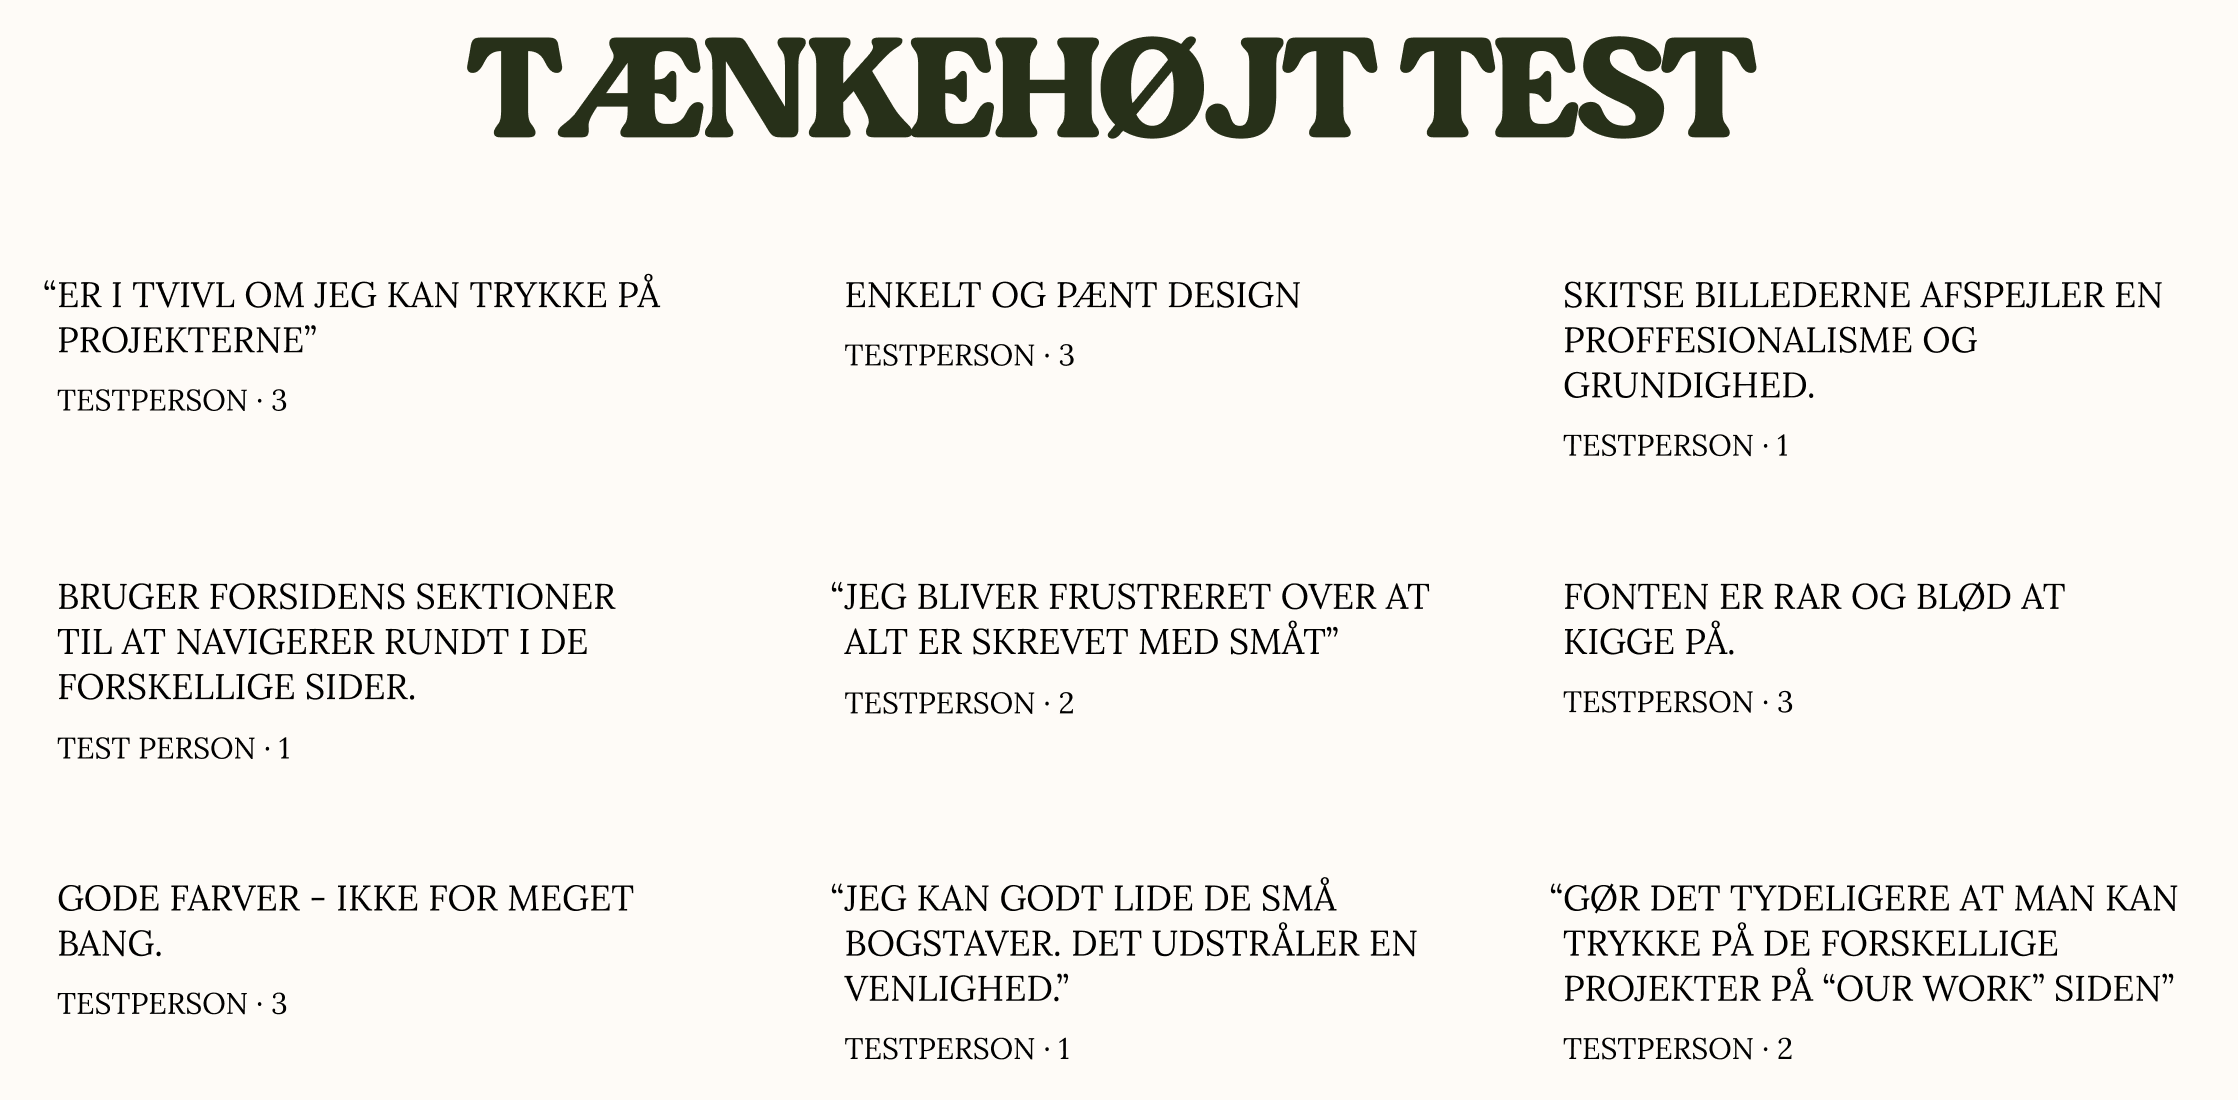 TÆNKEHØJT TEST
“ER I TVIVL OM JEG KAN TRYKKE PÅ
PROJEKTERNE”
TESTPERSON · 3
ENKELT OG PÆNT DESIGN
TESTPERSON · 3
SKITSE BILLEDERNE AFSPEJLER EN
PROFFESIONALISME OG
GRUNDIGHED.
TESTPERSON · 1
BRUGER FORSIDENS SEKTIONER
TIL AT NAVIGERER RUNDT I DE
FORSKELLIGE SIDER.
TEST PERSON · 1
“JEG BLIVER FRUSTRERET OVER AT
ALT ER SKREVET MED SMÅT”
TESTPERSON · 2
FONTEN ER RAR OG BLØD AT
KIGGE PÅ.
TESTPERSON · 3
GODE FARVER - IKKE FOR MEGET
BANG.
TESTPERSON · 3
“JEG KAN GODT LIDE DE SMÅ
BOGSTAVER. DET UDSTRÅLER EN
VENLIGHED.”
TESTPERSON · 1
“GØR DET TYDELIGERE AT MAN KAN
TRYKKE PÅ DE FORSKELLIGE
PROJEKTER PÅ “OUR WORK” SIDEN”
TESTPERSON · 2